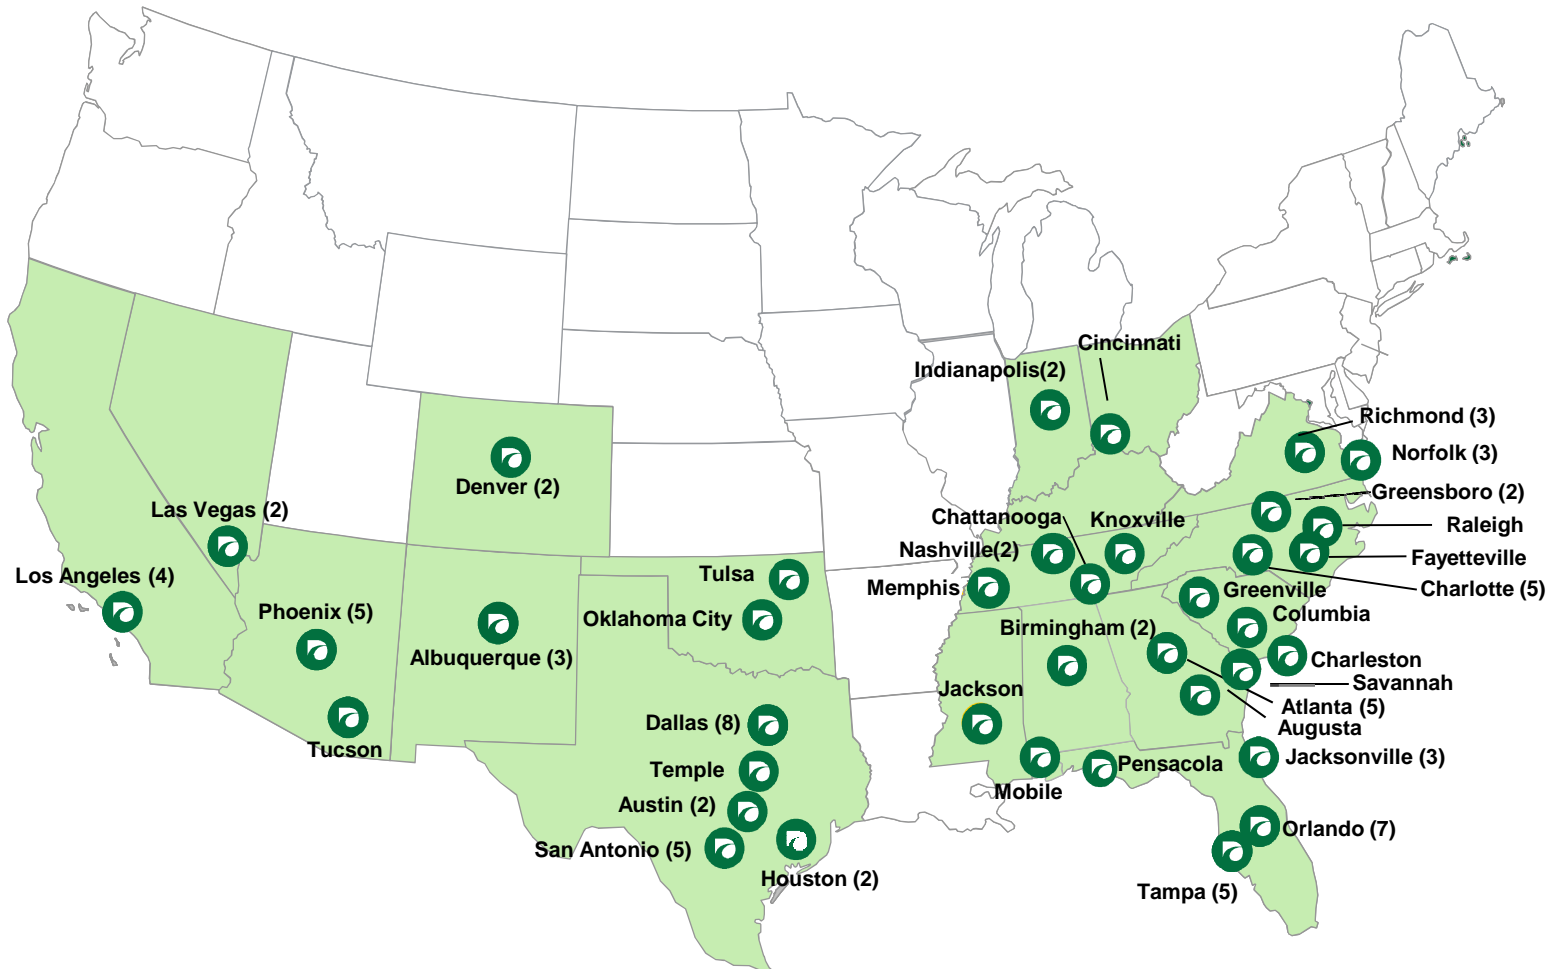 Cincinnati
Indianapolis(2)
Richmond (3)
Norfolk (3)
Denver (2)
Greensboro (2)
Las Vegas (2)
Chattanooga
Knoxville
Raleigh
Nashville(2)
Fayetteville
Los Angeles (4)
Tulsa
Memphis
Charlotte (5)
Greenville
Phoenix (5)
Columbia
Oklahoma City
Birmingham (2)
Albuquerque (3)
Charleston
Savannah
Jackson
Atlanta (5)
Dallas (8)
Augusta
Tucson
Jacksonville (3)
Pensacola
Temple
Mobile
Austin (2)
Orlando (7)
San Antonio (5)
Houston (2)
Tampa (5)